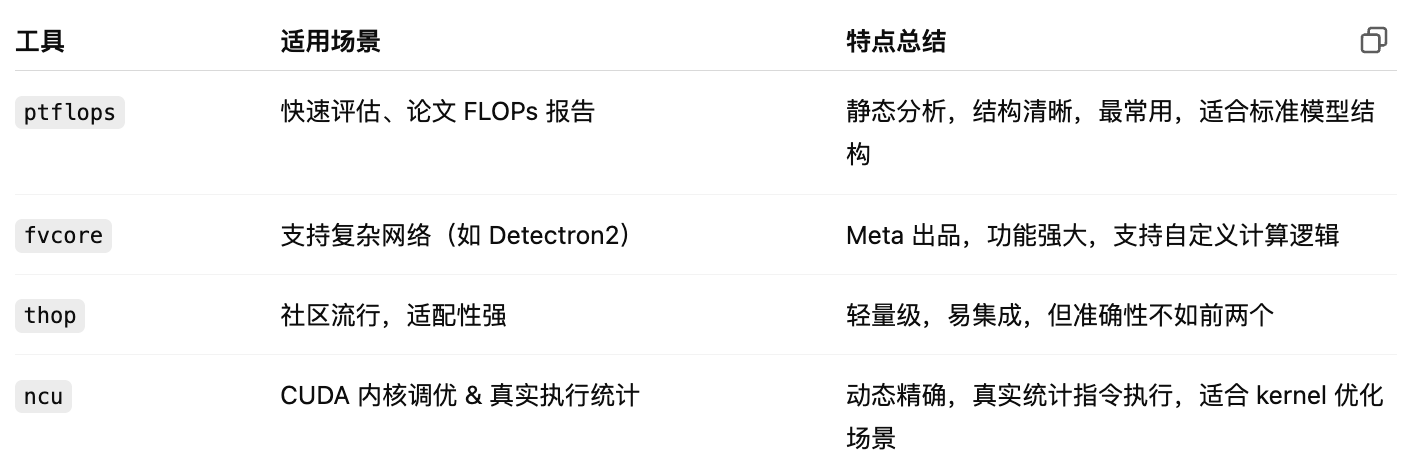 工具 适用场景 特点总结
ptflops 快速评估、论文 FLOPs 报告 静态分析，结构清晰，最常用，适合标准模型结
构
fvcore 支持复杂网络（如 Detectron2） Meta 出品，功能强大，支持自定义计算逻辑
thop 社区流行，适配性强 轻量级，易集成，但准确性不如前两个
ncu CUDA 内核调优 & 真实执行统计 动态精确，真实统计指令执行，适合 kernel 优化
场景